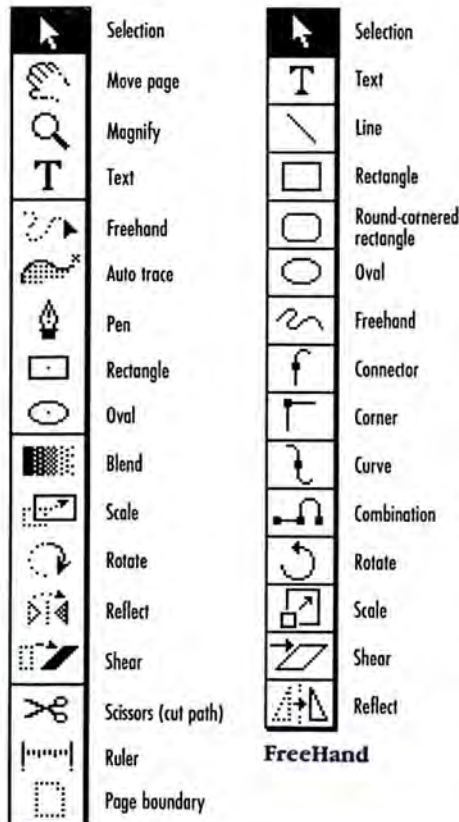 Selection
Move page
Magnify
T
Text
Freehand
Auto trace
Pen
Rectangle
Oval
Blend
Scale
Rotate
Reflect
Shear
Scissors (cut path)
Ruler
Page boundary
Selection
T
Text
Line
Rectangle
Round-cornered
rectangle
Oval
Freehand
Connector
Corner
Curve
Combination
Rotate
Scale
Shear
Reflect
FreeHand